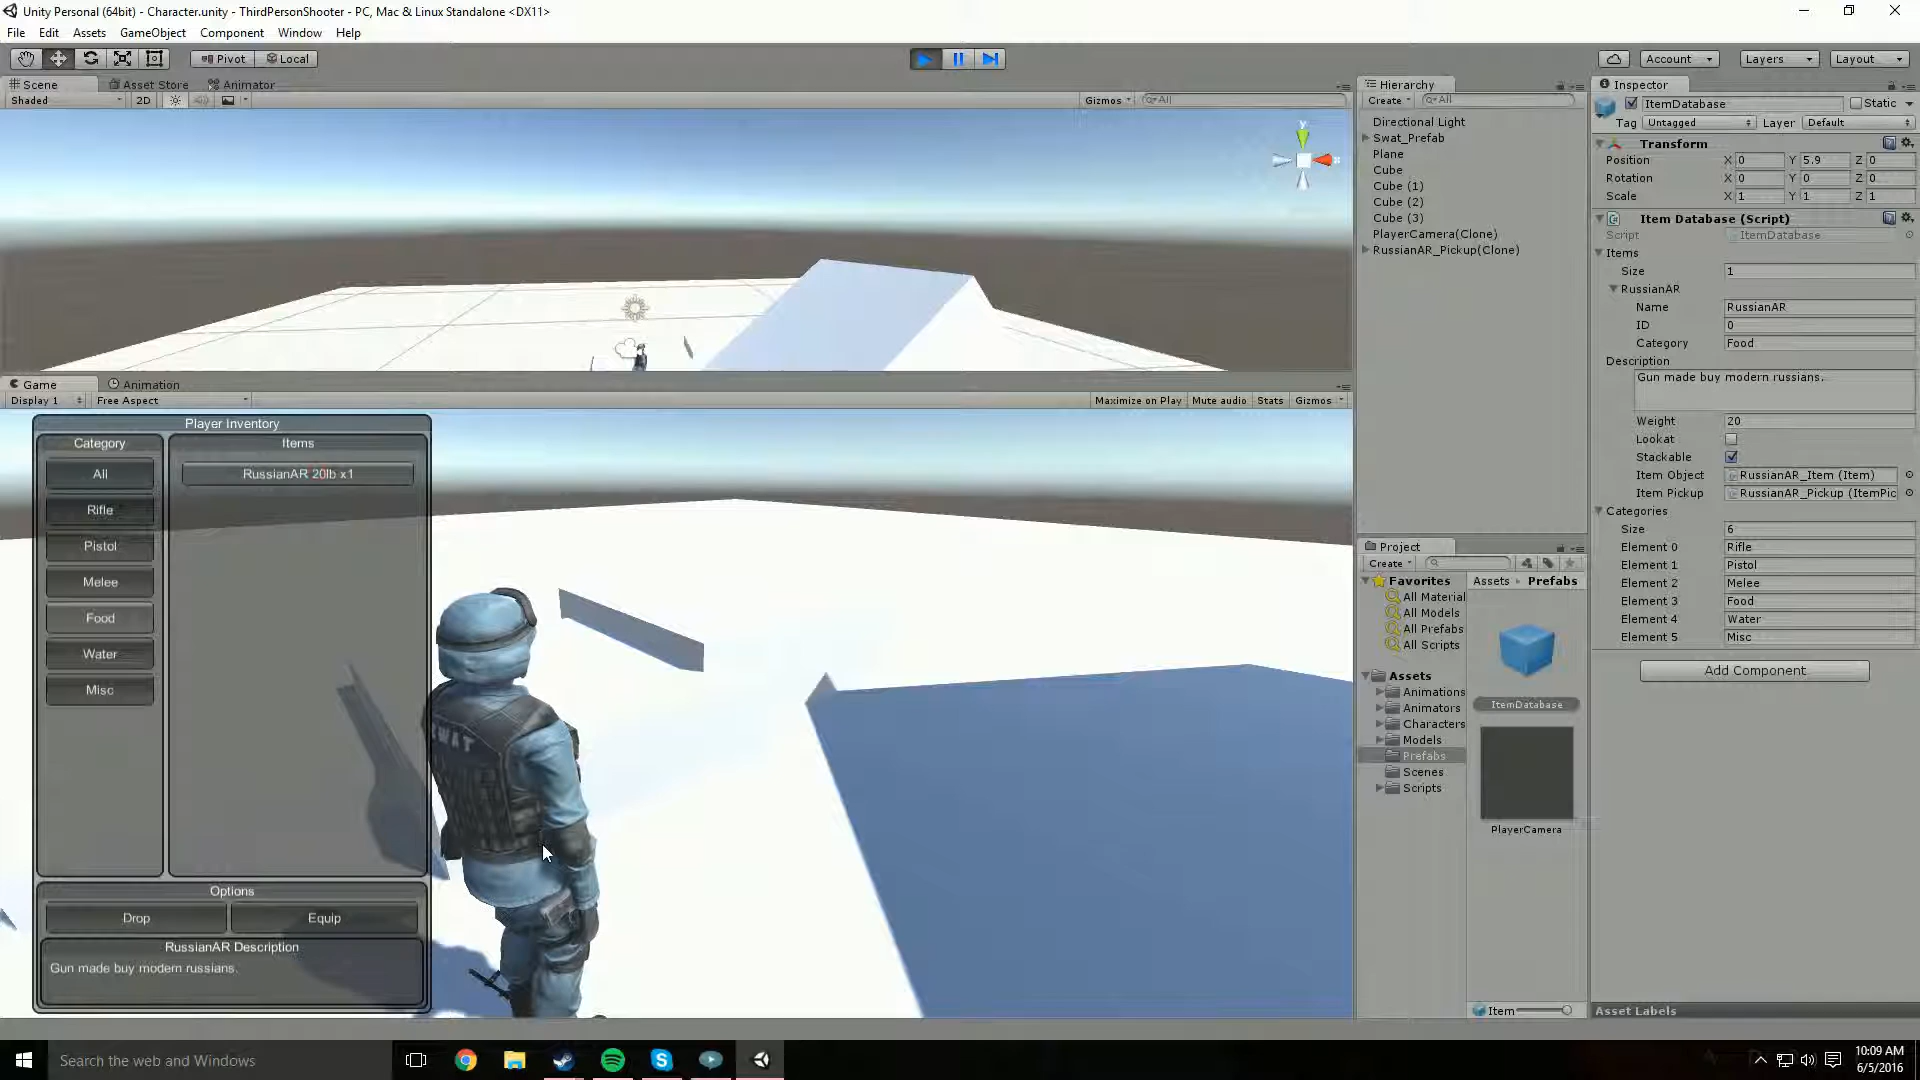 Unity Personal (64bit) - Character.unity - ThirdPersonShooter - PC, Mac & Linux Standalone <DX11>
File Edit Assets GameObject Component Window Help
Pivot Local Account Layers Layout
Scene Asset Store Animator
Shaded 2D Gizmos All
Game Animation
Display 1 Free Aspect Maximize on Play Mute audio Stats Gizmos
Player Inventory
Category
All
Rifle
Pistol
Melee
Food
Water
Misc
Items
RussianAR 20lb x1
Options
Drop Equip
RussianAR Description
Gun made buy modern russians.
SWAT
Hierarchy
Create All
Directional Light
Swat_Prefab
Plane
Cube
Cube (1)
Cube (2)
Cube (3)
PlayerCamera(Clone)
RussianAR_Pickup(Clone)
Project
Create
Favorites
All Material
All Models
All Prefabs
All Scripts
Assets
Animations
Animators
Characters
Models
Prefabs
Scenes
Scripts
Assets Prefabs
ItemDatabase
PlayerCamera
Item
Inspector
ItemDatabase Static
Tag Untagged Layer Default
Transform
Position X 0 Y 5.9 Z 0
Rotation X 0 Y 0 Z 0
Scale X 1 Y 1 Z 1
Item Database (Script)
Script ItemDatabase
Items
Size 1
RussianAR
Name RussianAR
ID 0
Category Food
Description
Gun made buy modern russians.
Weight 20
Lookat
Stackable
Item Object RussianAR_Item (Item)
Item Pickup RussianAR_Pickup (ItemPic
Categories
Size 6
Element 0 Rifle
Element 1 Pistol
Element 2 Melee
Element 3 Food
Element 4 Water
Element 5 Misc
Add Component
Asset Labels
Search the web and Windows
10:09 AM
6/5/2016